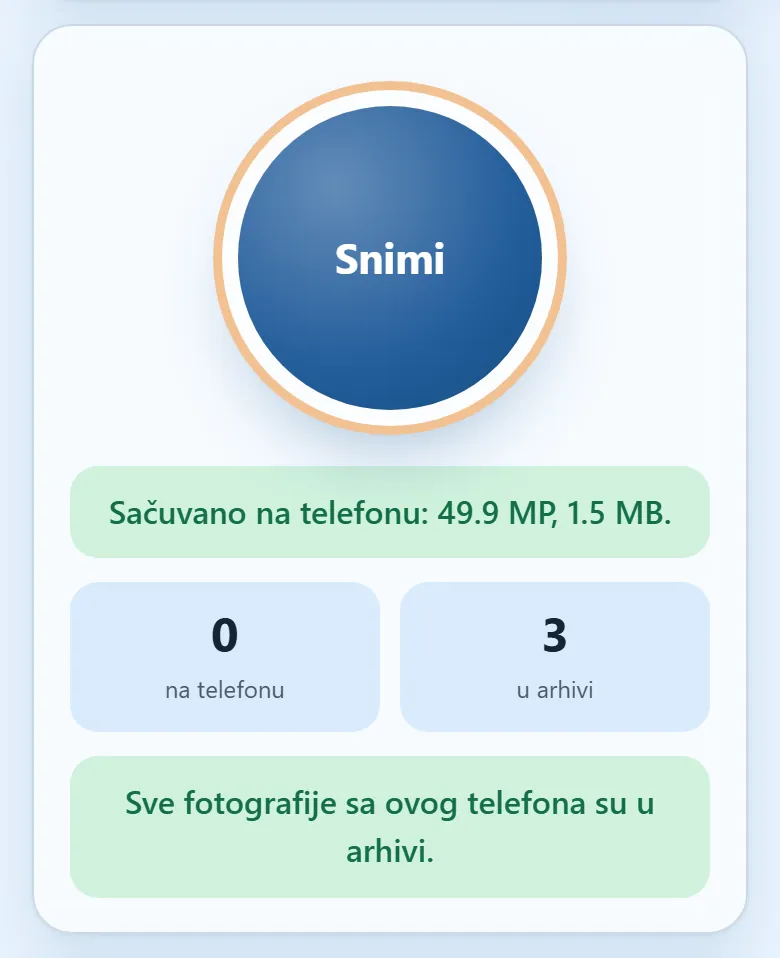 Snimi
Sačuvano na telefonu: 49.9 MP, 1.5 MB.
0
na telefonu
3
u arhivi
Sve fotografije sa ovog telefona su u
arhivi.